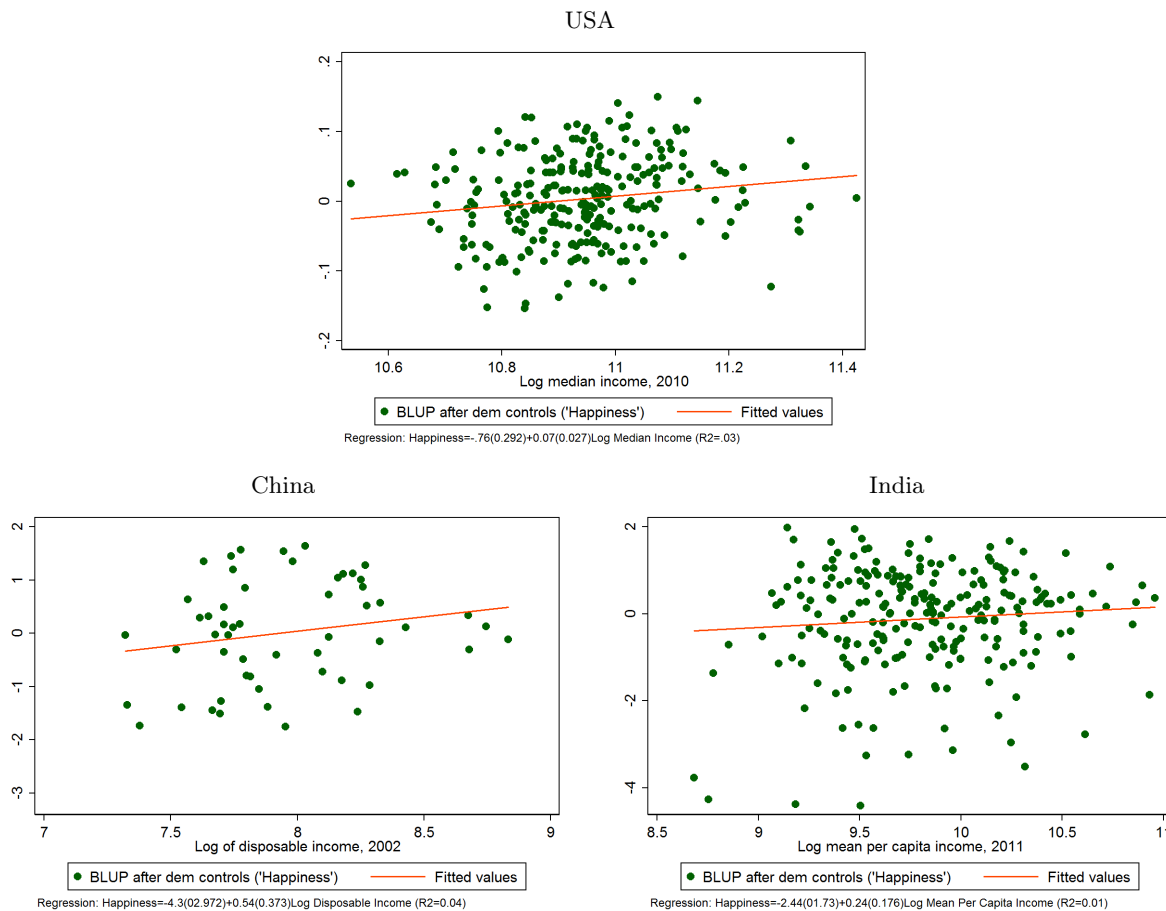 USA
.2
.1
0
-.1
-.2
10.6 10.8 11 11.2 11.4
Log median income, 2010
BLUP after dem controls ('Happiness') Fitted values
Regression: Happiness=-.76(0.292)+0.07(0.027)Log Median Income (R2=.03)
China
2
1
0
-1
-2
-3
7 7.5 8 8.5 9
Log of disposable income, 2002
BLUP after dem controls ('Happiness') Fitted values
Regression: Happiness=-4.3(02.972)+0.54(0.373)Log Disposable Income (R2=0.04)
India
2
0
-2
-4
8.5 9 9.5 10 10.5 11
Log mean per capita income, 2011
BLUP after dem controls ('Happiness') Fitted values
Regression: Happiness=-2.44(01.73)+0.24(0.176)Log Mean Per Capita Income (R2=0.01)